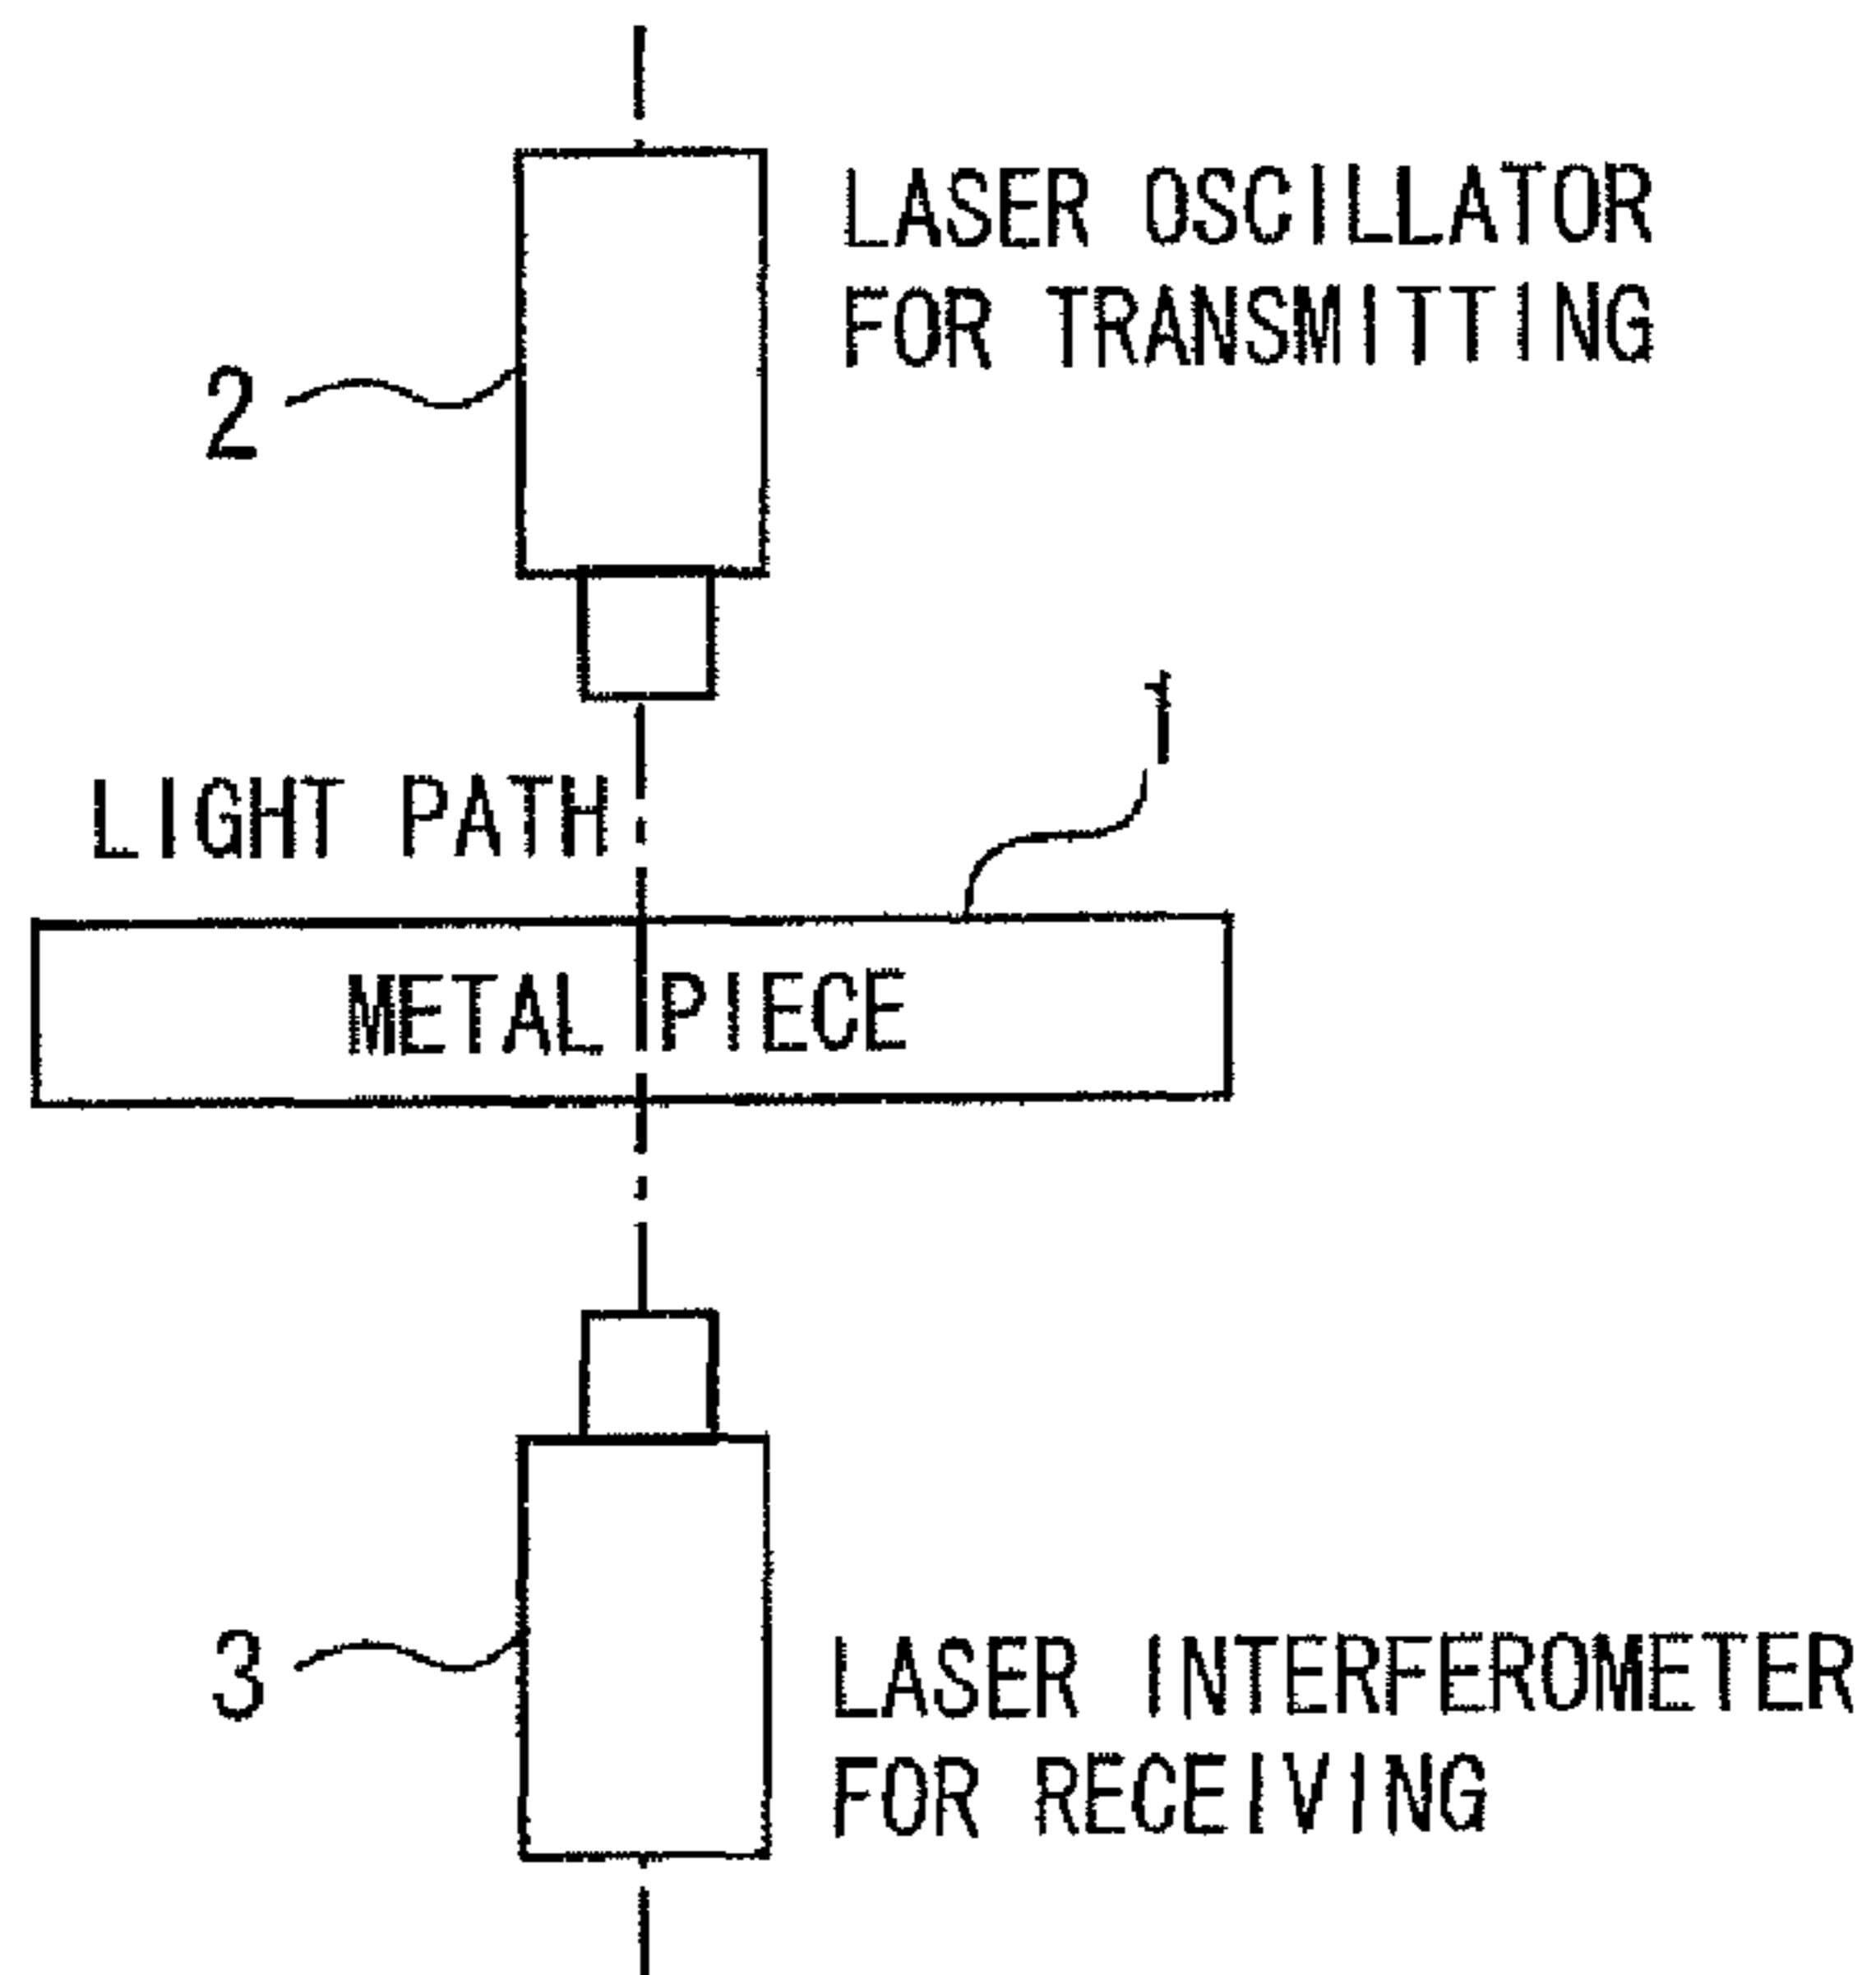 LASER OSCILLATOR
FOR TRANSMITTING
2
1
LIGHT PATH
METAL PIECE
3
LASER INTERFEROMETER
FOR RECEIVING